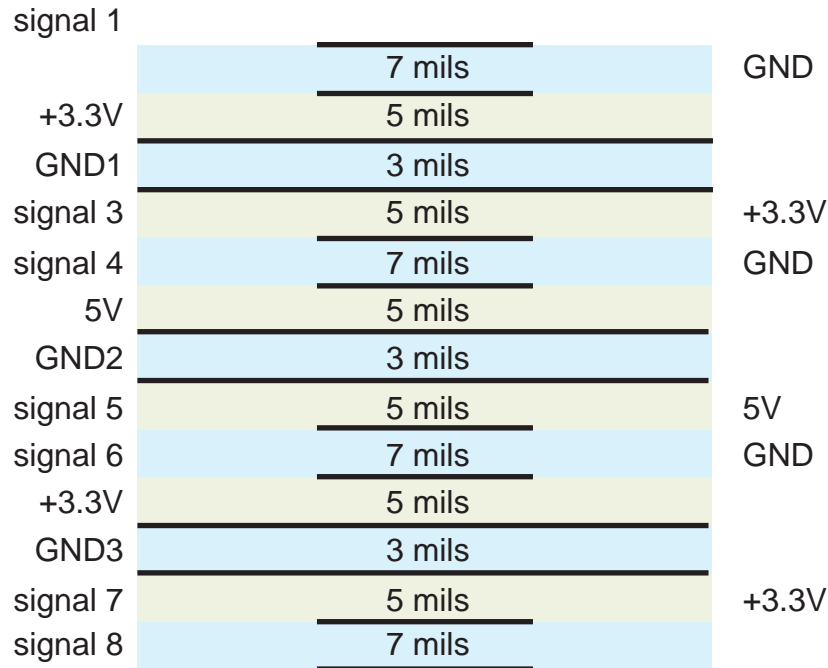 signal 1
7 mils GND
+3.3V 5 mils
GND1 3 mils
signal 3 5 mils +3.3V
signal 4 7 mils GND
5V 5 mils
GND2 3 mils
signal 5 5 mils 5V
signal 6 7 mils GND
+3.3V 5 mils
GND3 3 mils
signal 7 5 mils +3.3V
signal 8 7 mils